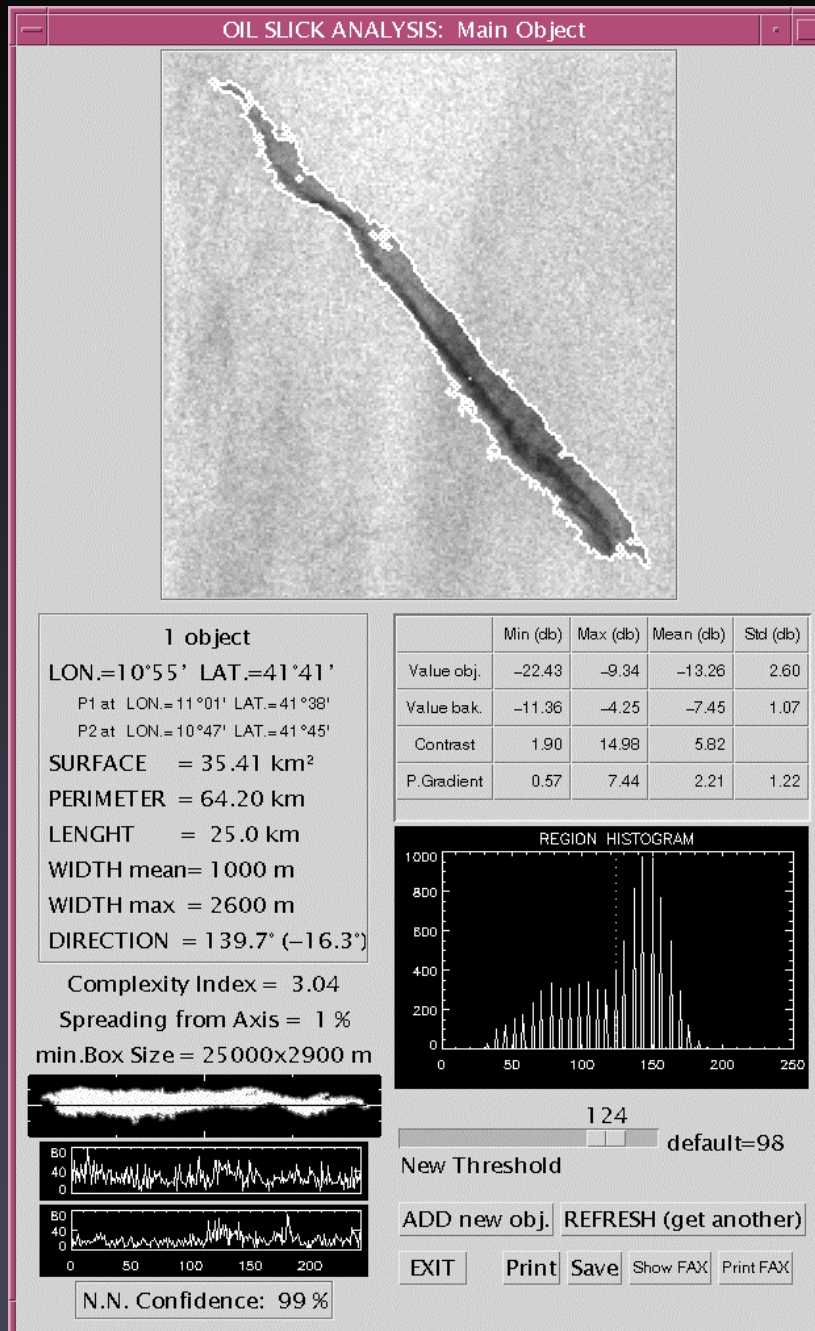 OIL SLICK ANALYSIS: Main Object
1 object
LON.=10°55' LAT.=41°41'
P1 at LON.=11°01' LAT.=41°38'
P2 at LON.=10°47' LAT.=41°45'
SURFACE = 35.41 km²
PERIMETER = 64.20 km
LENGHT = 25.0 km
WIDTH mean= 1000 m
WIDTH max = 2600 m
DIRECTION = 139.7° (−16.3°)
Complexity Index = 3.04
Spreading from Axis = 1 %
min.Box Size = 25000x2900 m
80
40
0
80
40
0
0 50 100 150 200
N.N. Confidence: 99 %
Min (db) Max (db) Mean (db) Std (db)
Value obj. −22.43 −9.34 −13.26 2.60
Value bak. −11.36 −4.25 −7.45 1.07
Contrast 1.90 14.98 5.82
P.Gradient 0.57 7.44 2.21 1.22
REGION HISTOGRAM
1000
800
600
400
200
0
0 50 100 150 200 250
124
default=98
New Threshold
ADD new obj. REFRESH (get another)
EXIT Print Save Show FAX Print FAX